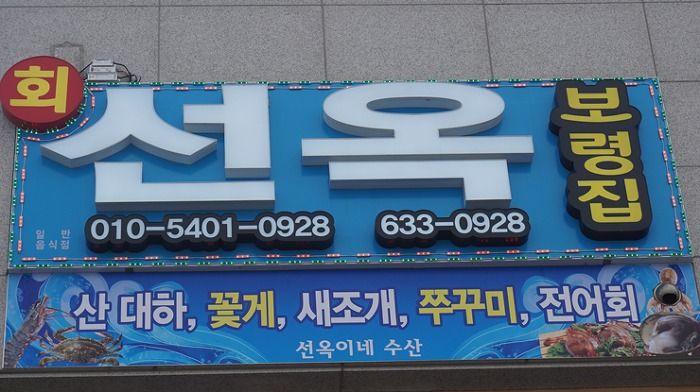 회
선옥
보령집
일반
음식점
010-5401-0928
633-0928
산 대하, 꽃게, 새조개, 쭈꾸미, 전어회
선옥이네 수산